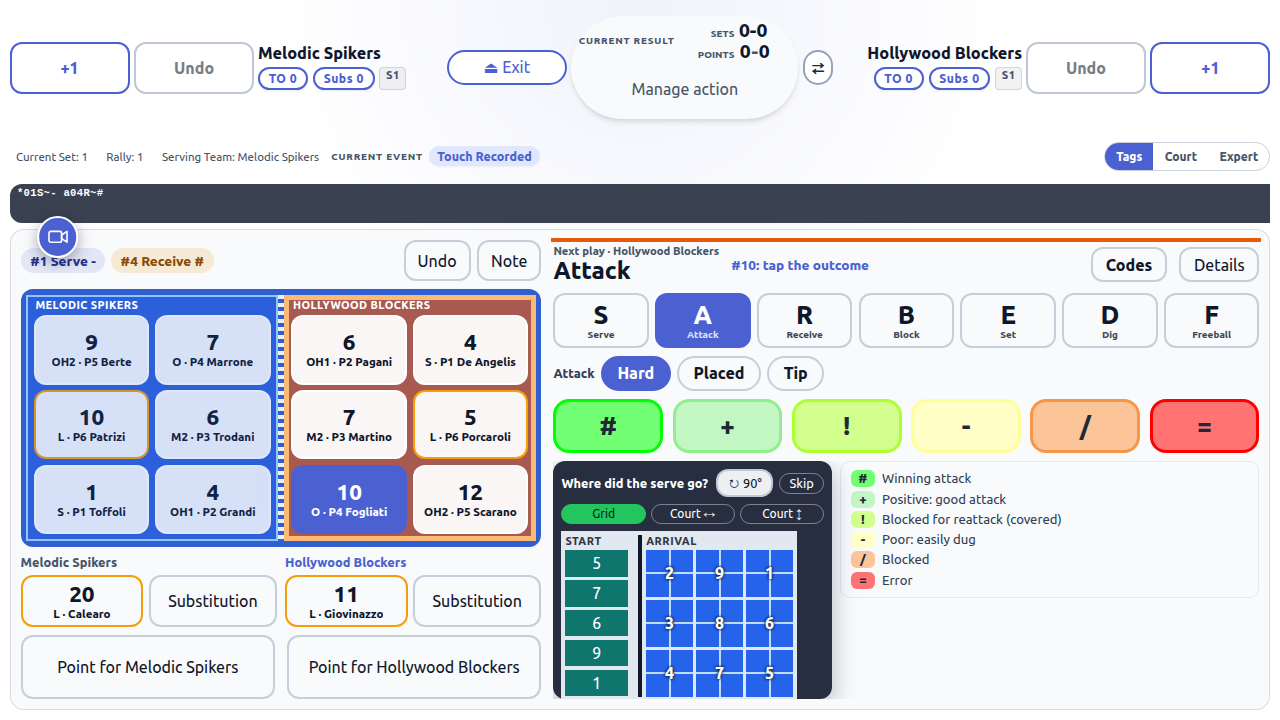 +1
Undo
Melodic Spikers
TO 0
Subs 0
S1
⏏ Exit
CURRENT RESULT
SETS 0-0
POINTS 0-0
Manage action
⇄
Hollywood Blockers
TO 0
Subs 0
S1
Undo
+1
Current Set: 1
Rally: 1
Serving Team: Melodic Spikers
CURRENT EVENT
Touch Recorded
Tags
Court
Expert
*01S~- a04R~#
#1 Serve -
#4 Receive #
Undo
Note
MELODIC SPIKERS
HOLLYWOOD BLOCKERS
9
OH2 · P5 Berte
7
O · P4 Marrone
6
OH1 · P2 Pagani
4
S · P1 De Angelis
10
L · P6 Patrizi
6
M2 · P3 Trodani
7
M2 · P3 Martino
5
L · P6 Porcaroli
1
S · P1 Toffoli
4
OH1 · P2 Grandi
10
O · P4 Fogliati
12
OH2 · P5 Scarano
Melodic Spikers
Hollywood Blockers
20
L · Calearo
Substitution
11
L · Giovinazzo
Substitution
Point for Melodic Spikers
Point for Hollywood Blockers
Next play · Hollywood Blockers
Attack
#10: tap the outcome
Codes
Details
S
Serve
A
Attack
R
Receive
B
Block
E
Set
D
Dig
F
Freeball
Attack
Hard
Placed
Tip
#
+
!
-
/
=
Where did the serve go?
↻ 90°
Skip
Grid
Court ↔
Court ↕
START
ARRIVAL
5
7
6
9
1
2 9 1
3 8 6
4 7 5
# Winning attack
+ Positive: good attack
! Blocked for reattack (covered)
- Poor: easily dug
/ Blocked
= Error